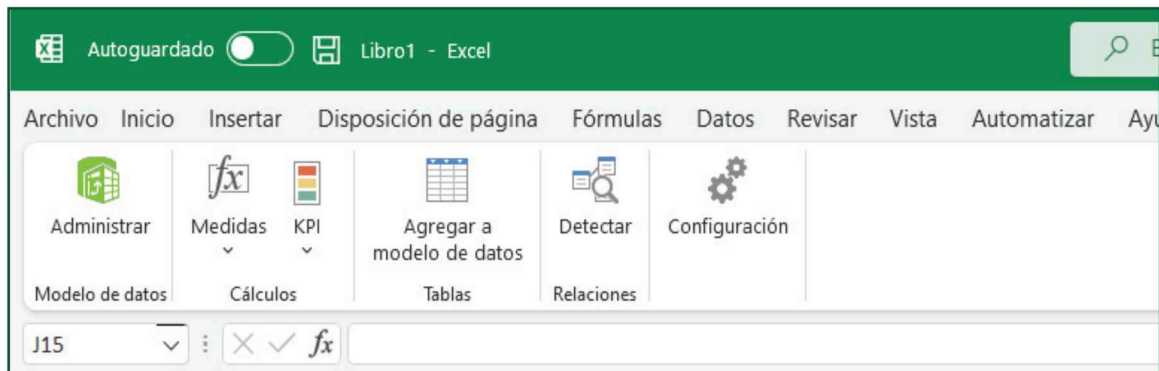 Autoguardado Libro1 - Excel
Archivo Inicio Insertar Disposición de página Fórmulas Datos Revisar Vista Automatizar
fx
Administrar Medidas KPI Agregar a modelo de datos Detectar Configuración
Modelo de datos Cálculos Tablas Relaciones
J15 fx